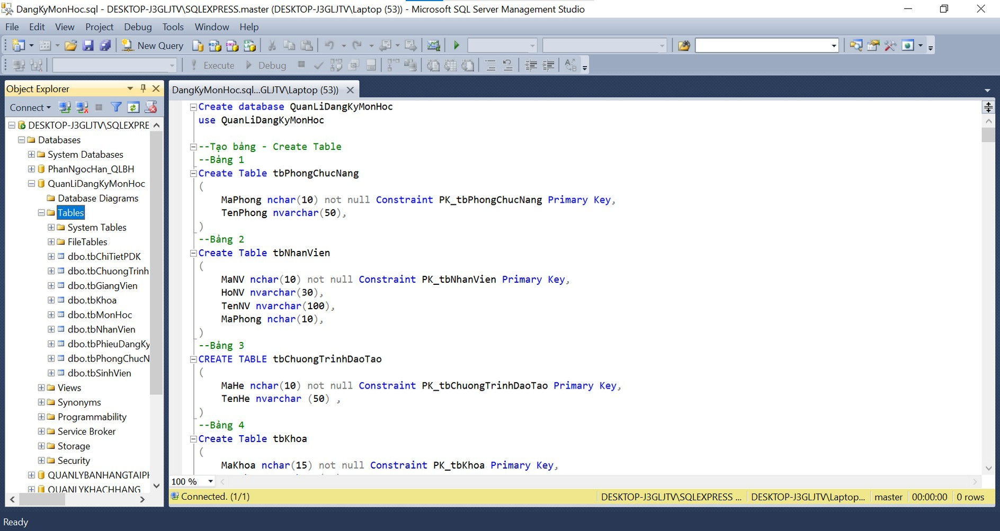 DangKyMonHoc.sql - DESKTOP-J3GLJTV\SQLEXPRESS.master (DESKTOP-J3GLJTV\Laptop (53)) - Microsoft SQL Server Management Studio
File Edit View Project Debug Tools Window Help
New Query
Execute Debug
Object Explorer
Connect
DESKTOP-J3GLJTV\SQLEXPRE
Databases
System Databases
PhanNgocHan_QLBH
QuanLiDangKyMonHoc
Database Diagrams
Tables
System Tables
FileTables
dbo.tbChiTietPDK
dbo.tbChuongTrinh
dbo.tbGiangVien
dbo.tbKhoa
dbo.tbMonHoc
dbo.tbNhanVien
dbo.tbPhieuDangKy
dbo.tbPhongChucN
dbo.tbSinhVien
Views
Synonyms
Programmability
Service Broker
Storage
Security
QUANLYBANHANGTAIPH
QUANLYKHACHHANG
DangKyMonHoc.sql...GLJTV\Laptop (53))
Create database QuanLiDangKyMonHoc
use QuanLiDangKyMonHoc
--Tạo bảng - Create Table
--Bảng 1
Create Table tbPhongChucNang
(
MaPhong nchar(10) not null Constraint PK_tbPhongChucNang Primary Key,
TenPhong nvarchar(50),
)
--Bảng 2
Create Table tbNhanVien
(
MaNV nchar(10) not null Constraint PK_tbNhanVien Primary Key,
HoNV nvarchar(30),
TenNV nvarchar(100),
MaPhong nchar(10),
)
--Bảng 3
CREATE TABLE tbChuongTrinhDaoTao
(
MaHe nchar(10) not null Constraint PK_tbChuongTrinhDaoTao Primary Key,
TenHe nvarchar (50) ,
)
--Bảng 4
Create Table tbKhoa
(
MaKhoa nchar(15) not null Constraint PK_tbKhoa Primary Key,
100 %
Connected. (1/1) DESKTOP-J3GLJTV\SQLEXPRESS ... DESKTOP-J3GLJTV\Laptop... master 00:00:00 0 rows
Ready